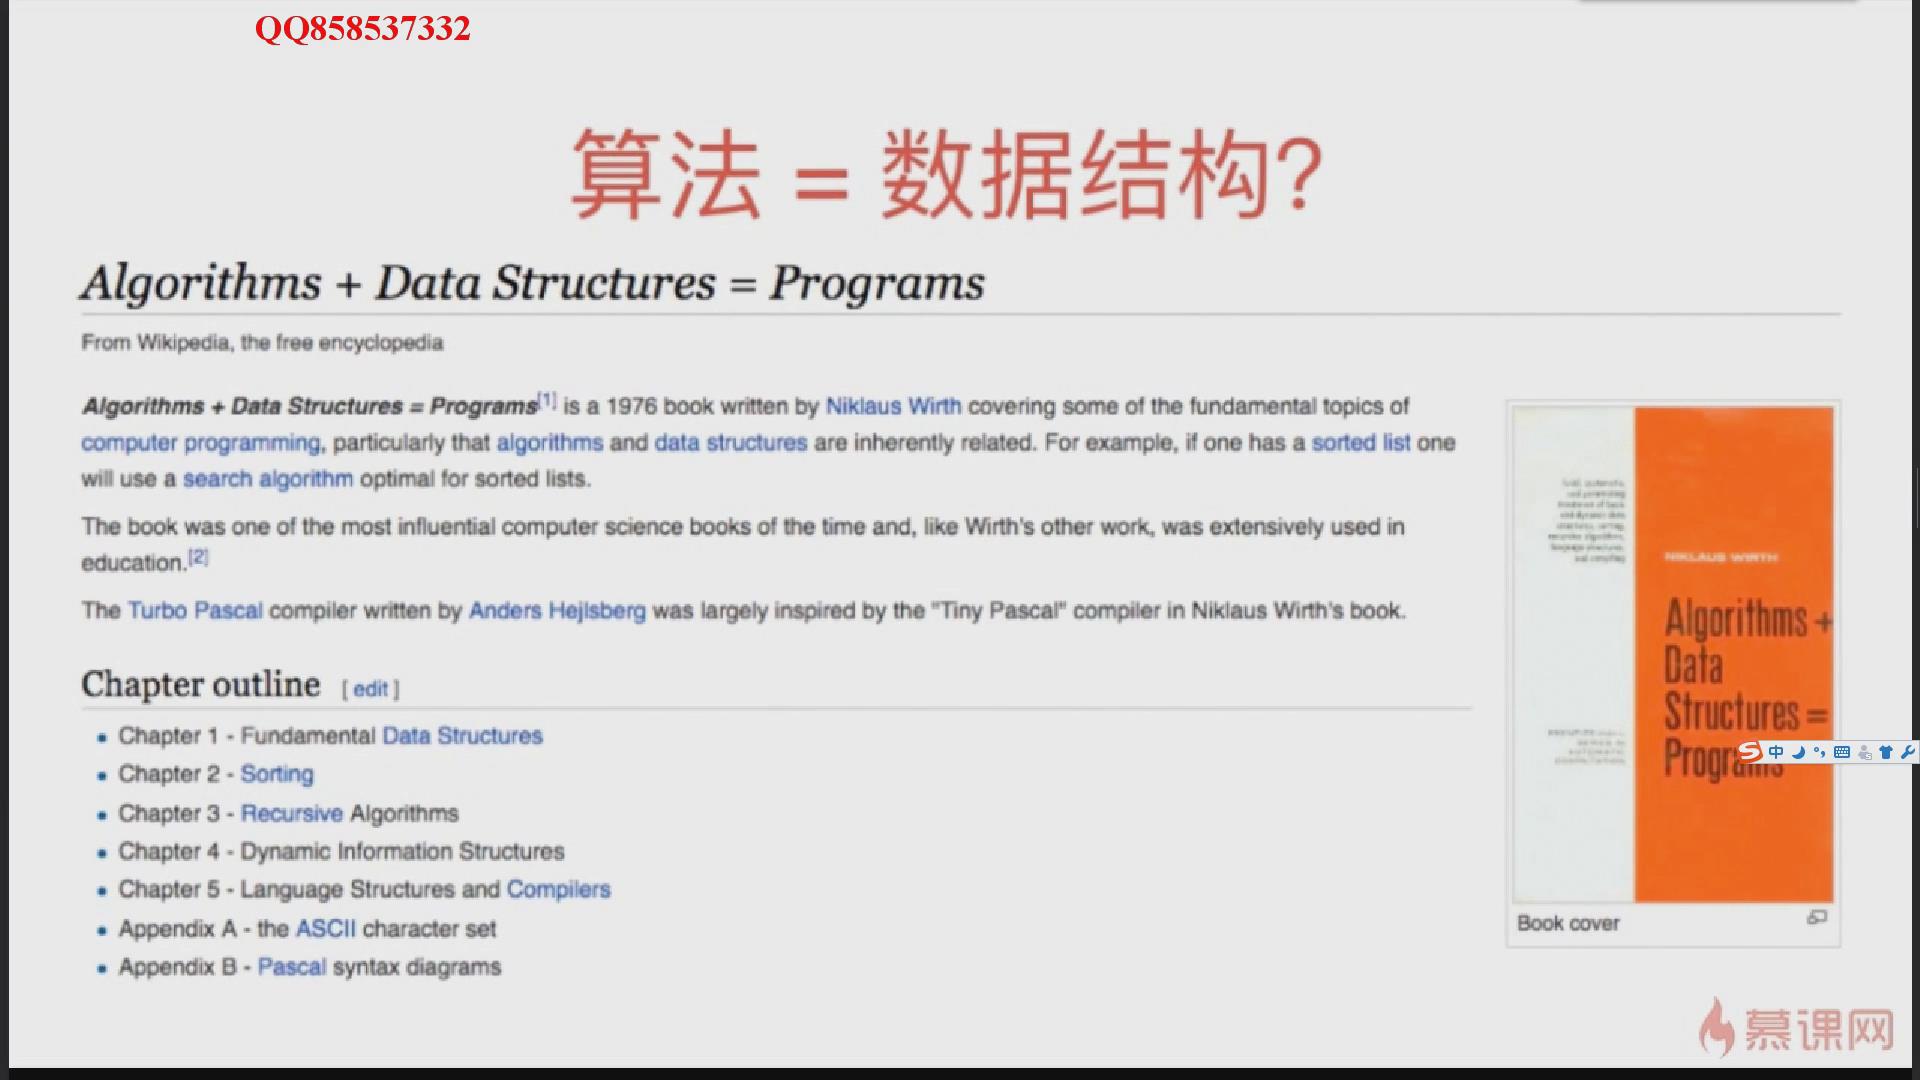 QQ858537332
算法 = 数据结构?
Algorithms + Data Structures = Programs
From Wikipedia, the free encyclopedia
Algorithms + Data Structures = Programs[1] is a 1976 book written by Niklaus Wirth covering some of the fundamental topics of
computer programming, particularly that algorithms and data structures are inherently related. For example, if one has a sorted list one
will use a search algorithm optimal for sorted lists.
The book was one of the most influential computer science books of the time and, like Wirth's other work, was extensively used in
education.[2]
The Turbo Pascal compiler written by Anders Hejlsberg was largely inspired by the "Tiny Pascal" compiler in Niklaus Wirth's book.
Chapter outline [ edit ]
Chapter 1 - Fundamental Data Structures
Chapter 2 - Sorting
Chapter 3 - Recursive Algorithms
Chapter 4 - Dynamic Information Structures
Chapter 5 - Language Structures and Compilers
Appendix A - the ASCII character set
Appendix B - Pascal syntax diagrams
NIKLAUS WIRTH
Algorithms +
Data
Structures =
Programs
Book cover
中
慕课网